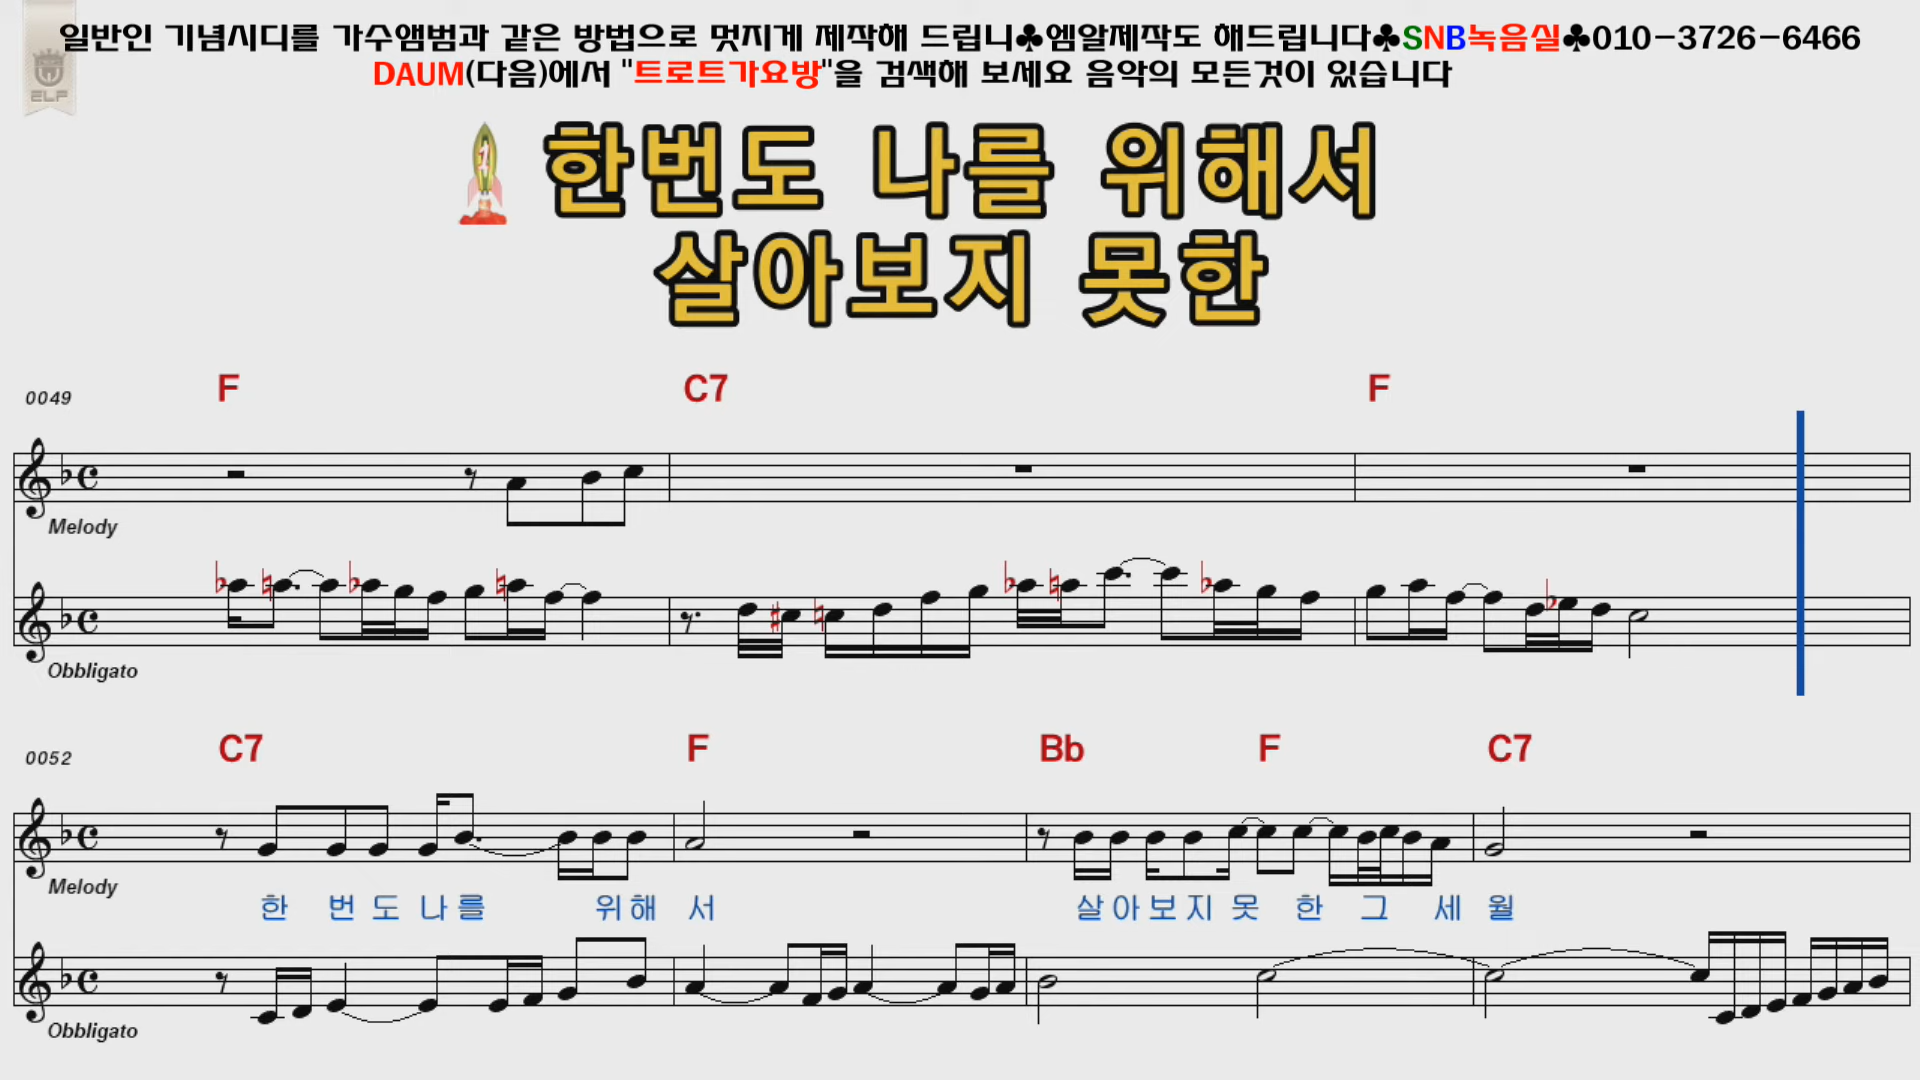 일반인 기념시디를 가수앰범과 같은 방법으로 멋지게 제작해 드립니♣엠알제작도 해드립니다♣SNB녹음실♣010-3726-6466
DAUM(다음)에서 "트로트가요방"을 검색해 보세요 음악의 모든것이 있습니다
ELF
1
한번도 나를 위해서
살아보지 못한
0049
F C7 F
Melody
Obbligato
0052
C7 F Bb F C7
Melody
한 번 도 나 를 위 해 서 살 아 보 지 못 한 그 세 월
Obbligato